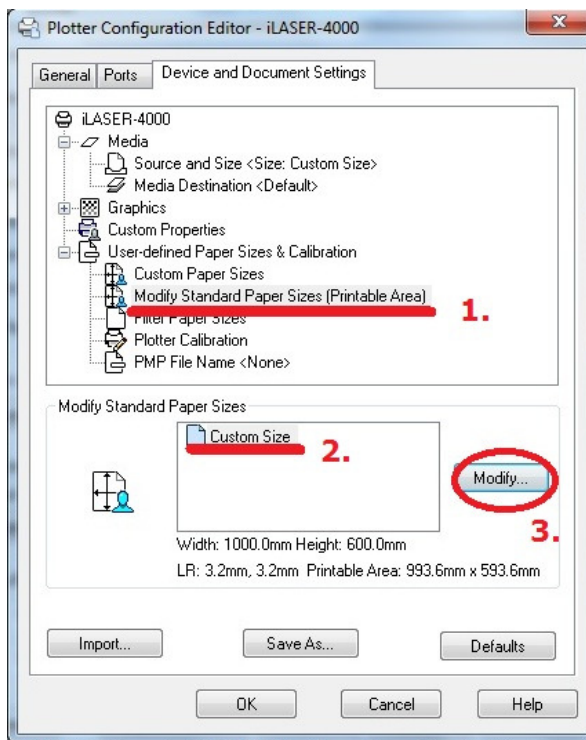 Plotter Configuration Editor - iLASER-4000
General Ports Device and Document Settings
iLASER-4000
Media
Source and Size <Size: Custom Size>
Media Destination <Default>
Graphics
Custom Properties
User-defined Paper Sizes & Calibration
Custom Paper Sizes
Modify Standard Paper Sizes (Printable Area)
1.
Filter Paper Sizes
Plotter Calibration
PMP File Name <None>
Modify Standard Paper Sizes
Custom Size
2.
Modify...
3.
Width: 1000.0mm Height: 600.0mm
LR: 3.2mm, 3.2mm Printable Area: 993.6mm x 593.6mm
Import... Save As... Defaults
OK Cancel Help